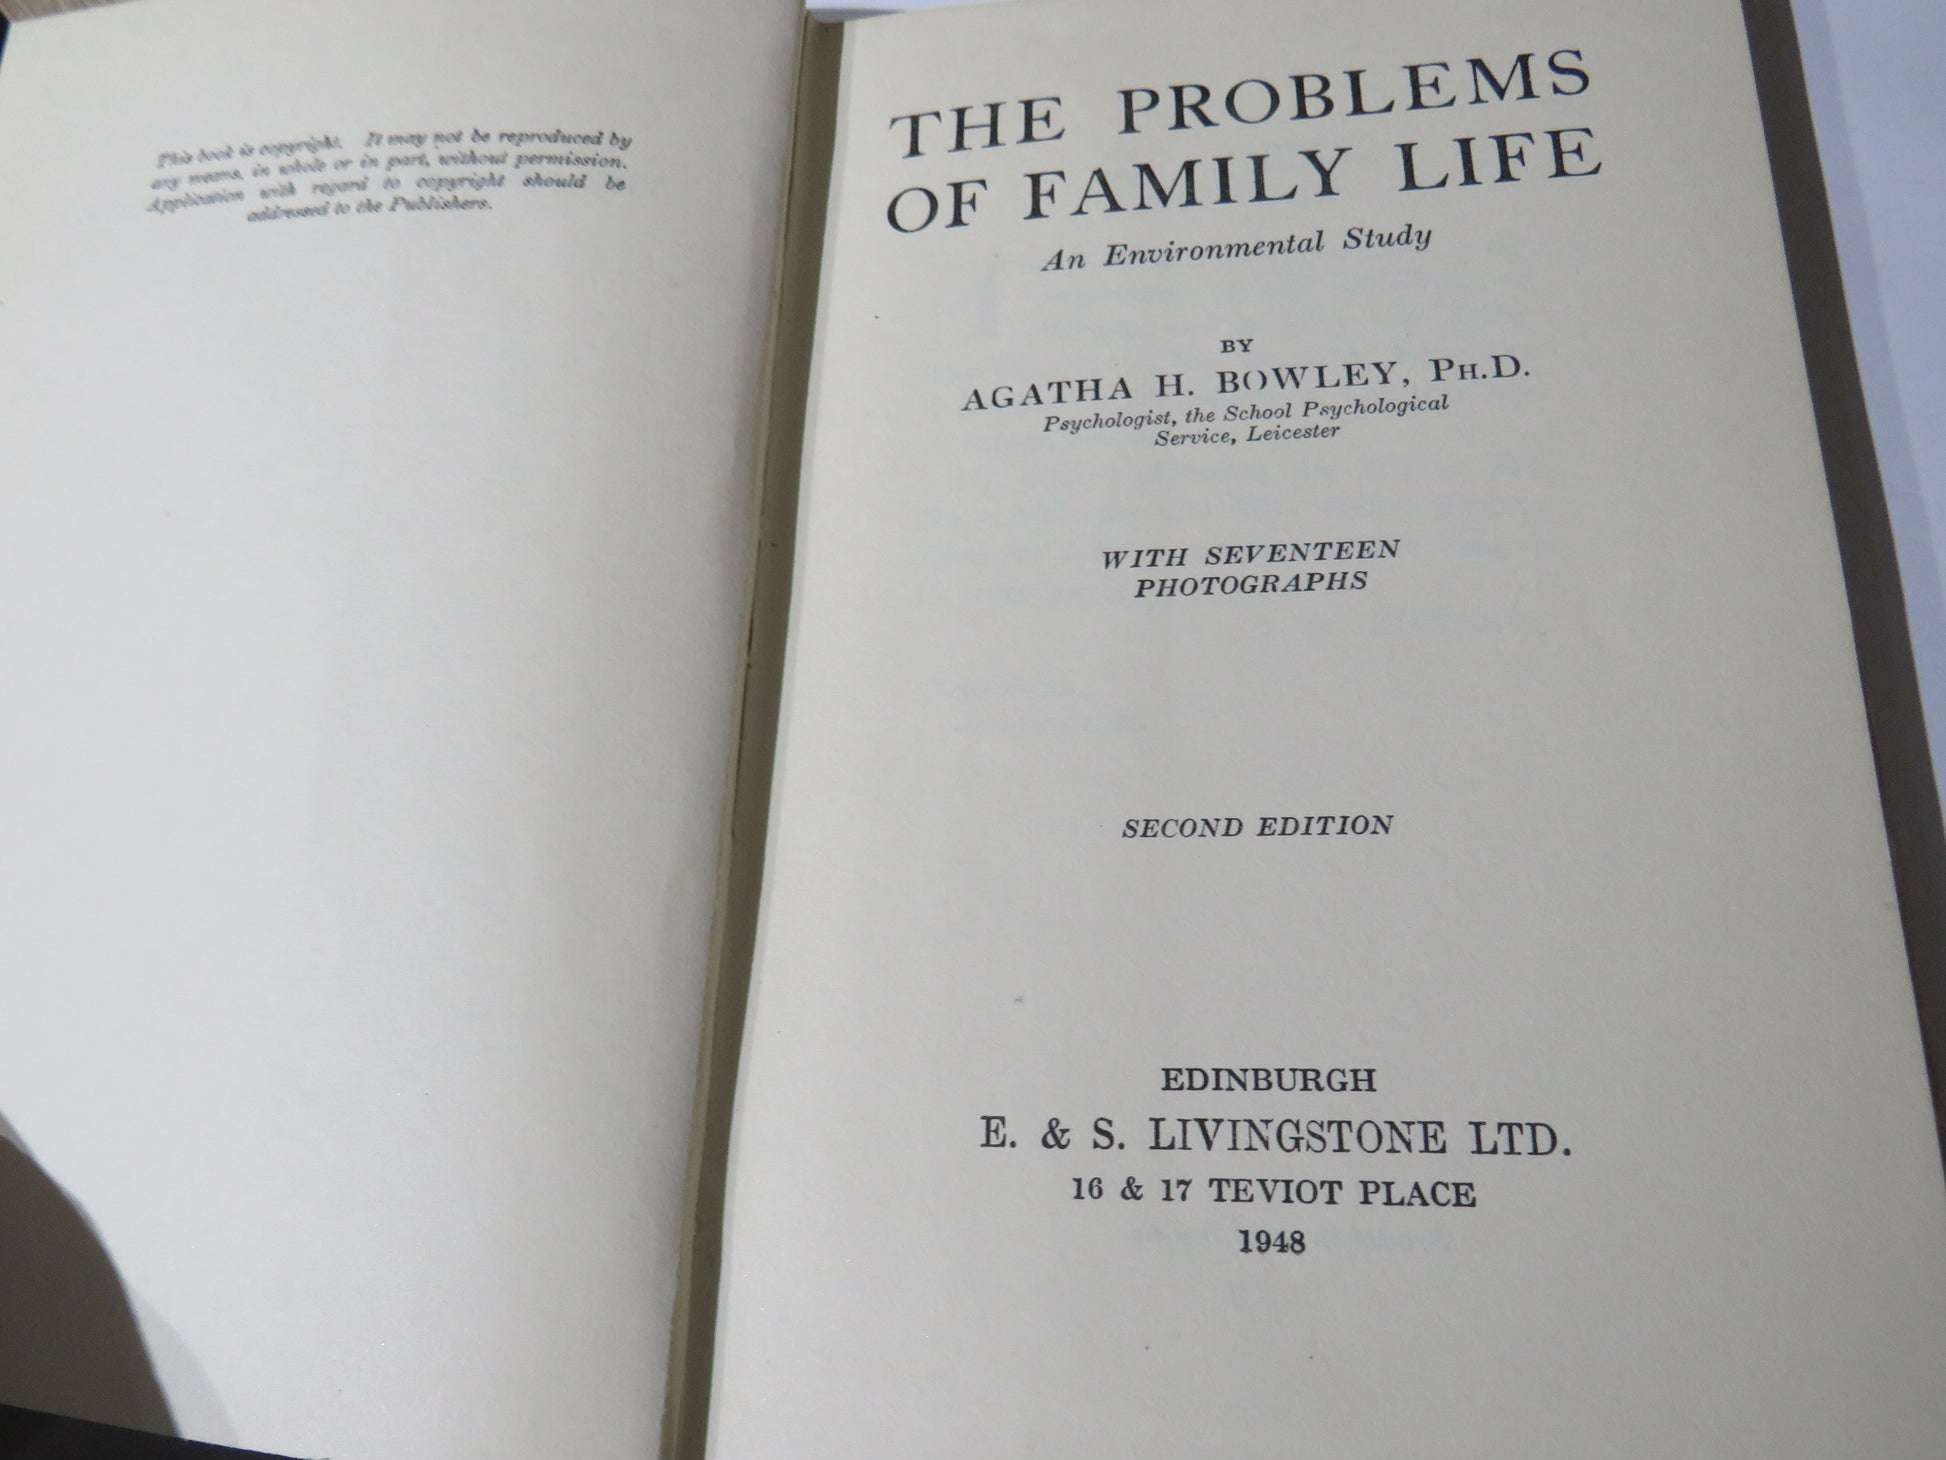 This book is copyright. It may not be reproduced by
any means, in whole or in part, without permission.
Application with regard to copyright should be
addressed to the Publishers.
THE PROBLEMS
OF FAMILY LIFE
An Environmental Study
BY
AGATHA H. BOWLEY, PH.D.
Psychologist, the School Psychological
Service, Leicester
WITH SEVENTEEN
PHOTOGRAPHS
SECOND EDITION
EDINBURGH
E. & S. LIVINGSTONE LTD.
16 & 17 TEVIOT PLACE
1948